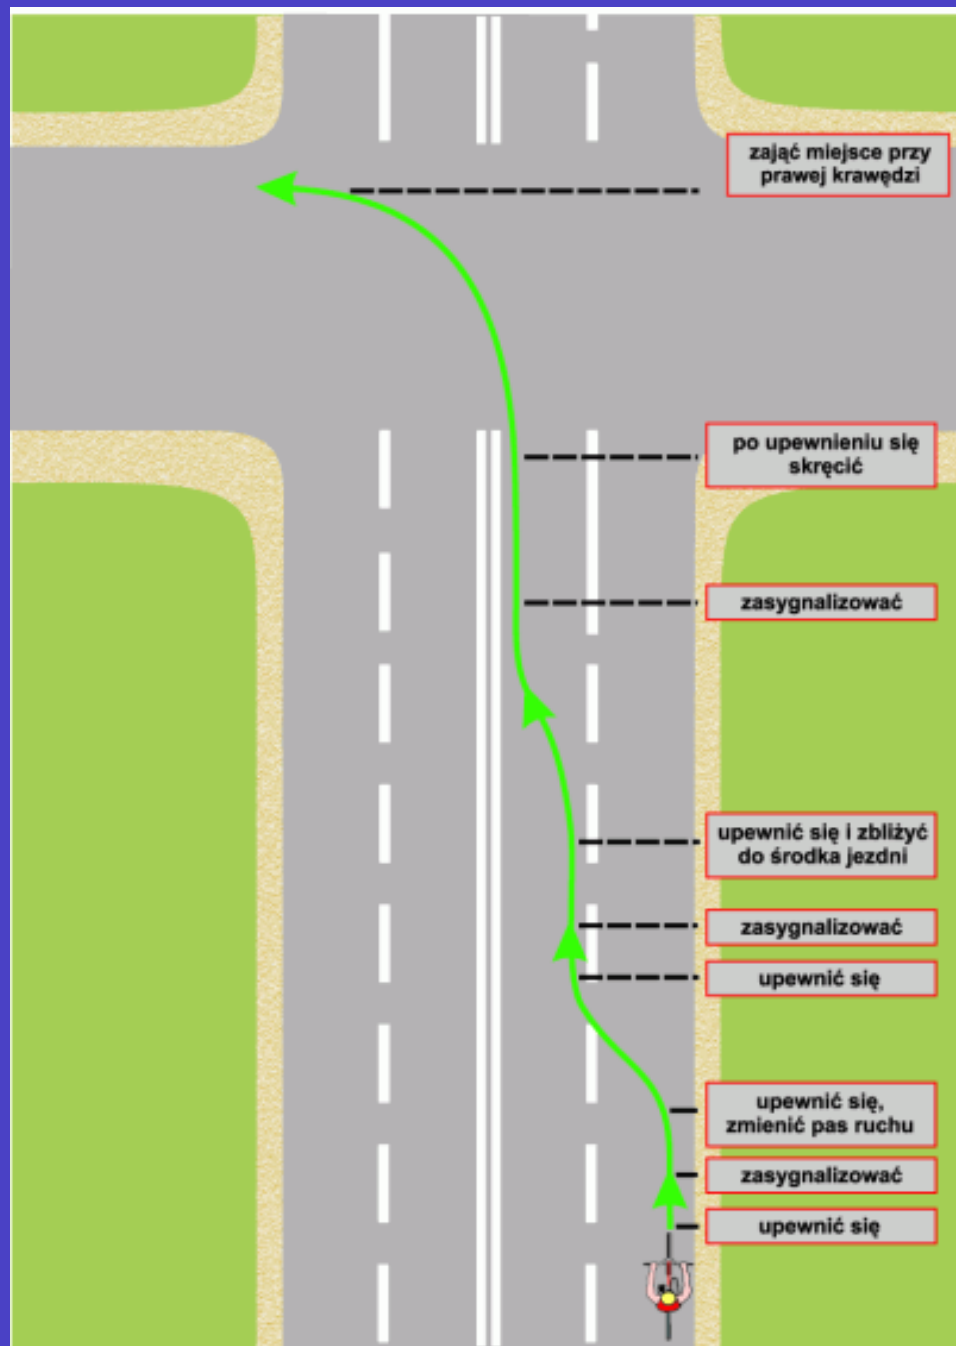 zająć miejsce przy
prawej krawędzi
po upewnieniu się
skręcić
zasygnalizować
upewnić się i zbliżyć
do środka jezdni
zasygnalizować
upewnić się
upewnić się,
zmienić pas ruchu
zasygnalizować
upewnić się